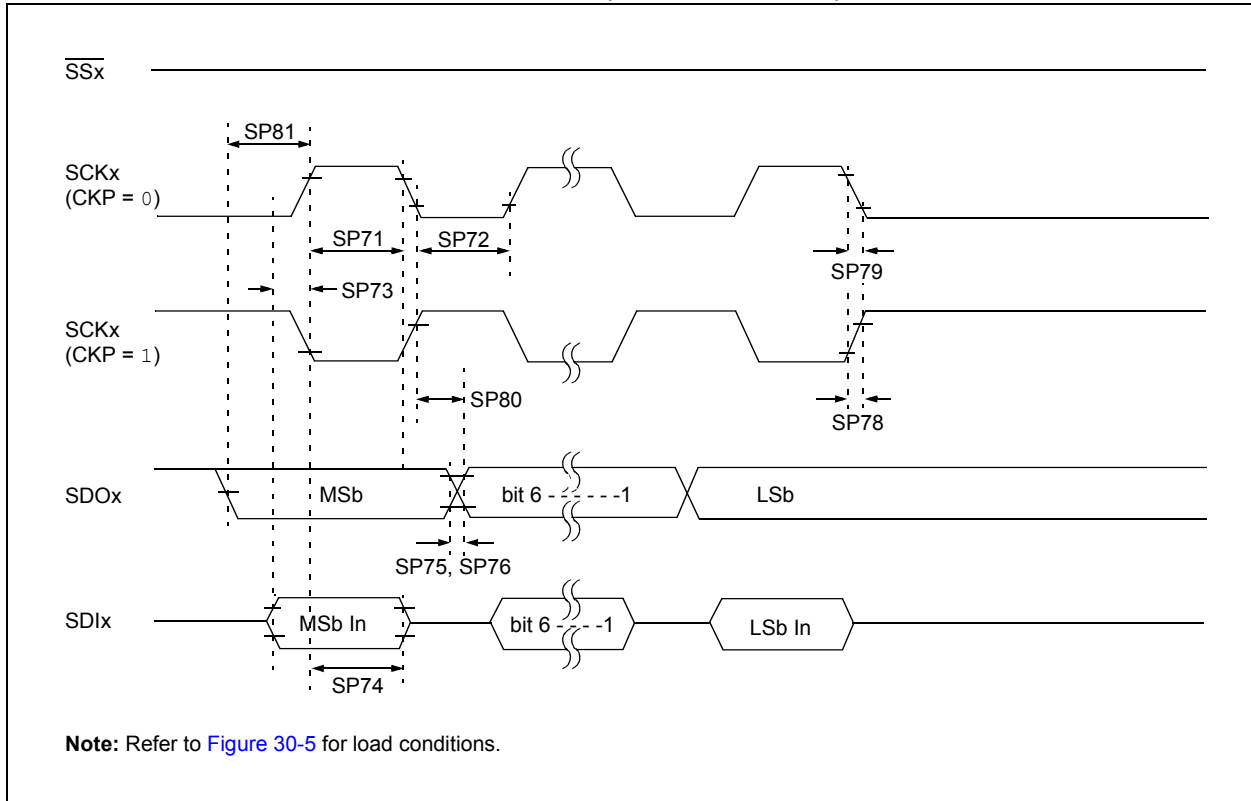 SSx
SP81
SCKx
(CKP = 0)
SP71
SP72
SP79
SP73
SCKx
(CKP = 1)
SP80
SP78
SDOx
MSb
bit 6 - - - - - -1
LSb
SP75, SP76
SDIx
MSb In
bit 6 - - - -1
LSb In
SP74
Note: Refer to Figure 30-5 for load conditions.